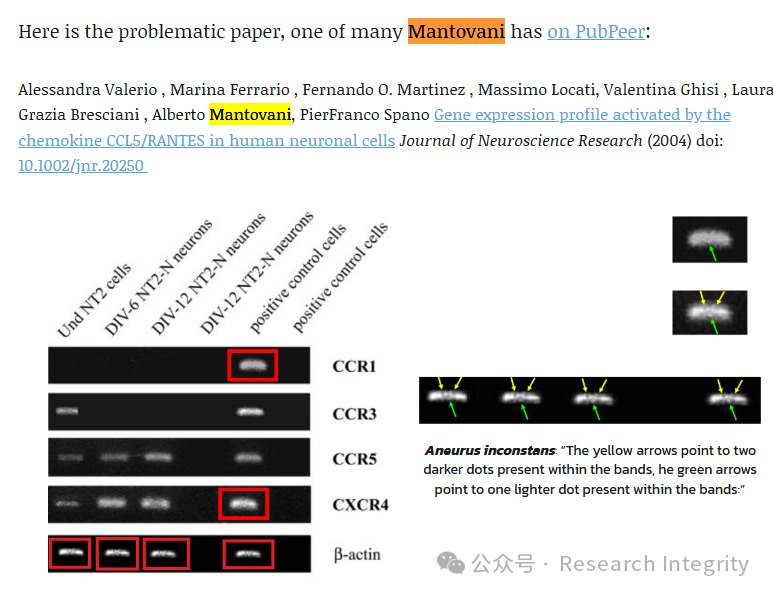 Here is the problematic paper, one of many Mantovani has on PubPeer:
Alessandra Valerio , Marina Ferrario , Fernando O. Martinez , Massimo Locati, Valentina Ghisi , Laura
Grazia Bresciani , Alberto Mantovani, PierFranco Spano Gene expression profile activated by the
chemokine CCL5/RANTES in human neuronal cells Journal of Neuroscience Research (2004) doi:
10.1002/jnr.20250
Und NT2 cells
DIV-6 NT2-N neurons
DIV-12 NT2-N neurons
DIV-12 NT2-N neurons
positive control cells
positive control cells
CCR1
CCR3
CCR5
CXCR4
β-actin
Aneurus inconstans: "The yellow arrows point to two
darker dots present within the bands, he green arrows
point to one lighter dot present within the bands:"
公众号 · Research Integrity